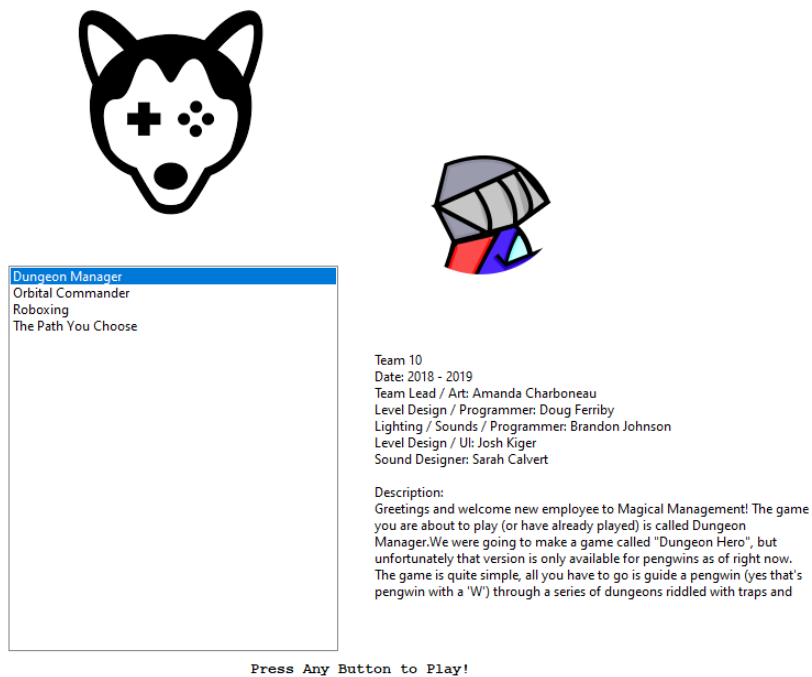 Dungeon Manager
Orbital Commander
Roboxing
The Path You Choose
Team 10
Date: 2018 - 2019
Team Lead / Art: Amanda Charboneau
Level Design / Programmer: Doug Ferriby
Lighting / Sounds / Programmer: Brandon Johnson
Level Design / UI: Josh Kiger
Sound Designer: Sarah Calvert
Description:
Greetings and welcome new employee to Magical Management! The game
you are about to play (or have already played) is called Dungeon
Manager.We were going to make a game called "Dungeon Hero", but
unfortunately that version is only available for pengwins as of right now.
The game is quite simple, all you have to go is guide a pengwin (yes that's
pengwin with a 'W') through a series of dungeons riddled with traps and
Press Any Button to Play!